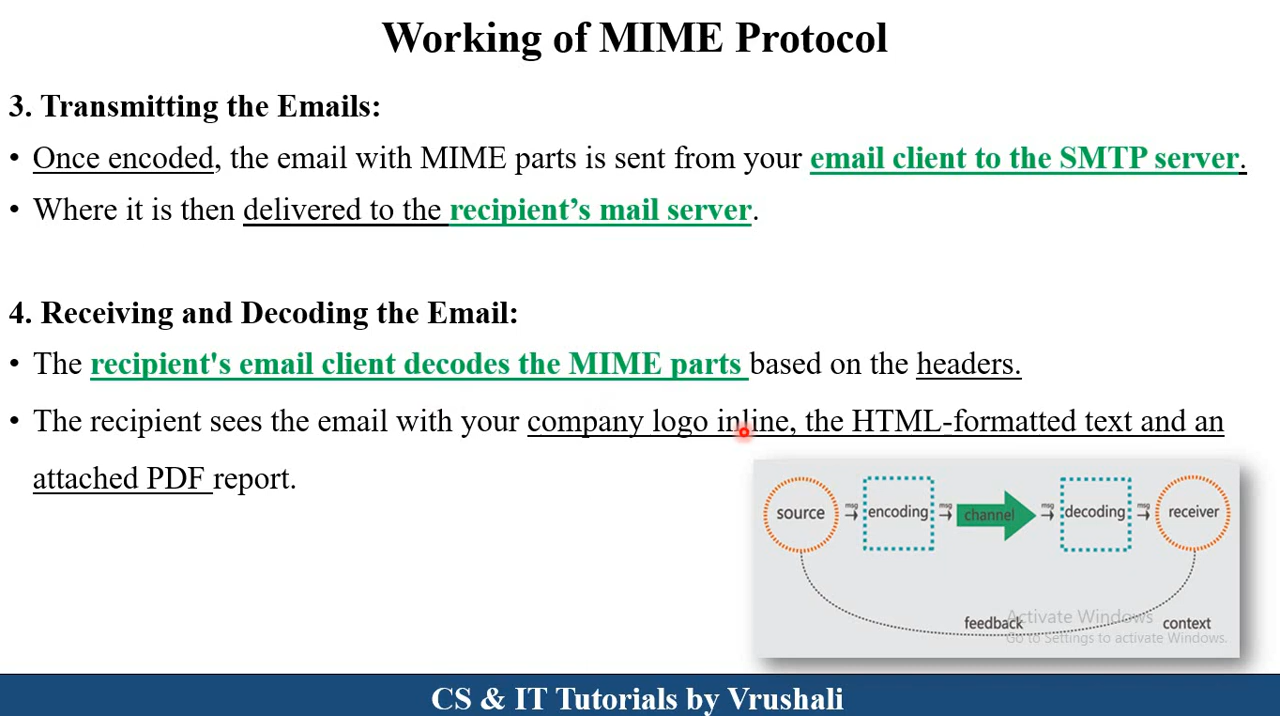 Working of MIME Protocol
3. Transmitting the Emails:
• Once encoded, the email with MIME parts is sent from your email client to the SMTP server.
• Where it is then delivered to the recipient’s mail server.
4. Receiving and Decoding the Email:
• The recipient's email client decodes the MIME parts based on the headers.
• The recipient sees the email with your company logo inline, the HTML-formatted text and an
attached PDF report.
source msg encoding msg channel msg decoding msg receiver
feedback context
Activate Windows
Go to Settings to activate Windows.
CS & IT Tutorials by Vrushali